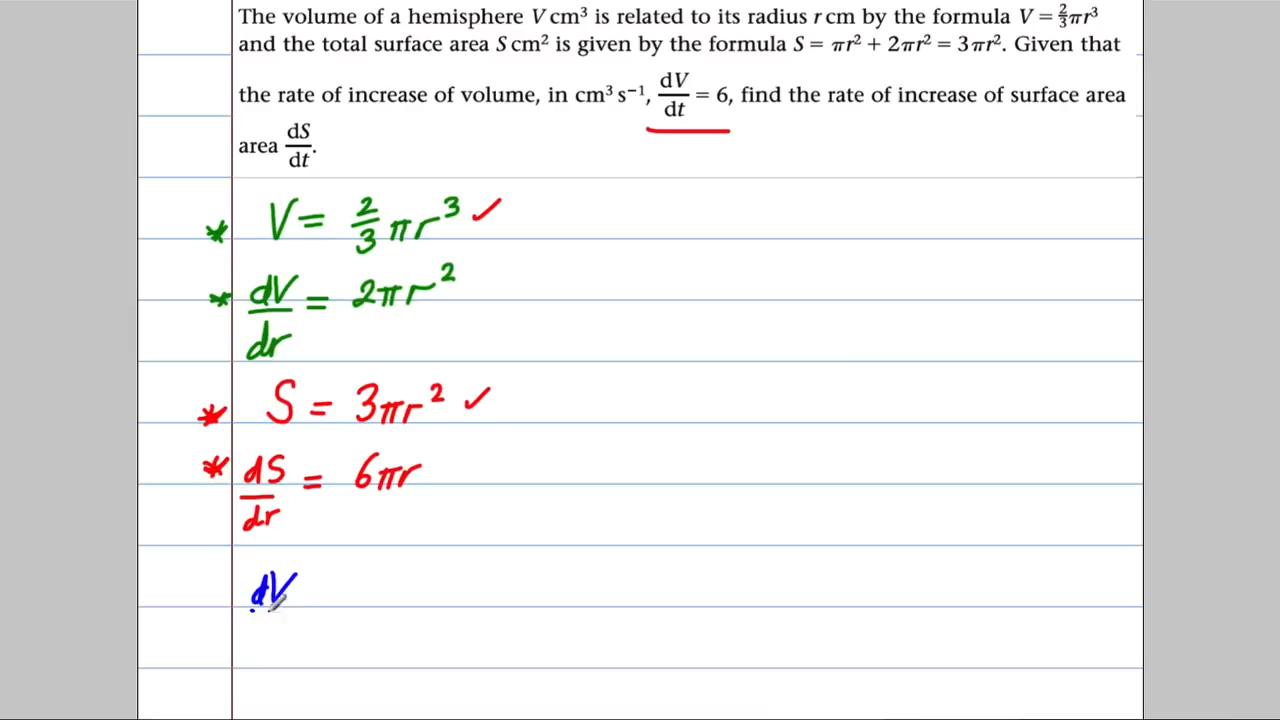 The volume of a hemisphere V cm³ is related to its radius r cm by the formula V = ⅔πr³
and the total surface area S cm² is given by the formula S = πr² + 2πr² = 3πr². Given that
the rate of increase of volume, in cm³ s⁻¹, dV/dt = 6, find the rate of increase of surface area
area dS/dt.
* V = 2/3 πr³ ✓
* dV/dr = 2πr²
* S = 3πr² ✓
* dS/dr = 6πr
dV